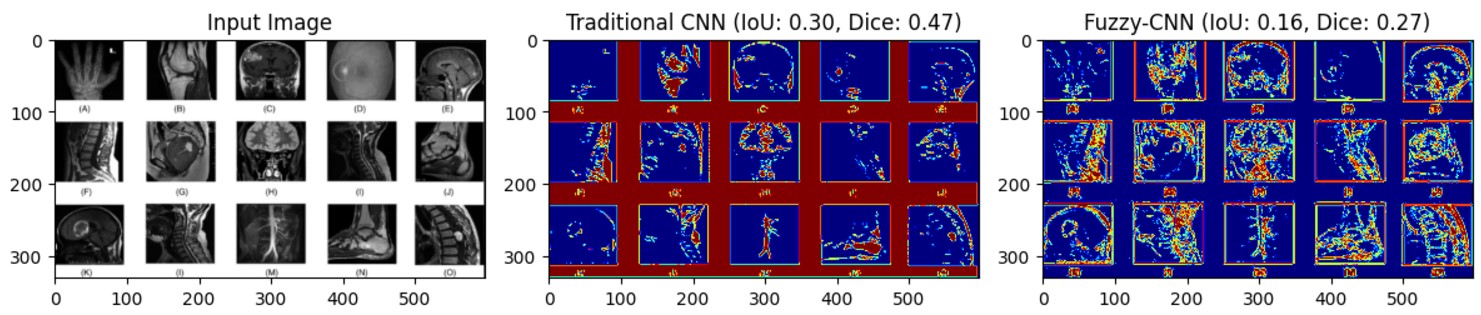 Input Image
Traditional CNN (IoU: 0.30, Dice: 0.47)
Fuzzy-CNN (IoU: 0.16, Dice: 0.27)
0
100
200
300
(A) (B) (C) (D) (E)
(F) (G) (H) (I) (J)
(K) (I) (M) (N) (O)
L
0 100 200 300 400 500
0
100
200
300
0 100 200 300 400 500
0
100
200
300
0 100 200 300 400 500